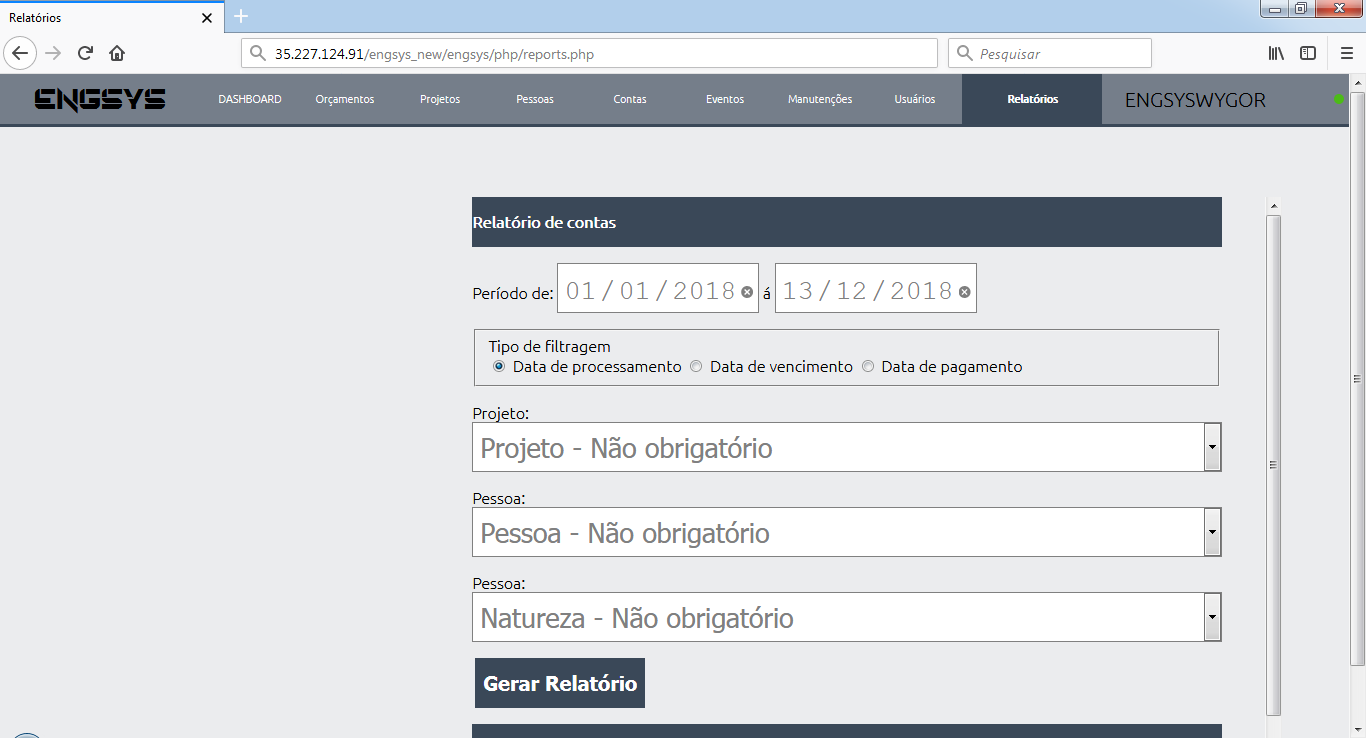 Relatórios
35.227.124.91/engsys_new/engsys/php/reports.php
Pesquisar
ENGSYS DASHBOARD Orçamentos Projetos Pessoas Contas Eventos Manutenções Usuários Relatórios ENGSYSWYGOR
Relatório de contas
Período de: 01/01/2018 á 13/12/2018
Tipo de filtragem
Data de processamento Data de vencimento Data de pagamento
Projeto:
Projeto - Não obrigatório
Pessoa:
Pessoa - Não obrigatório
Pessoa:
Natureza - Não obrigatório
Gerar Relatório